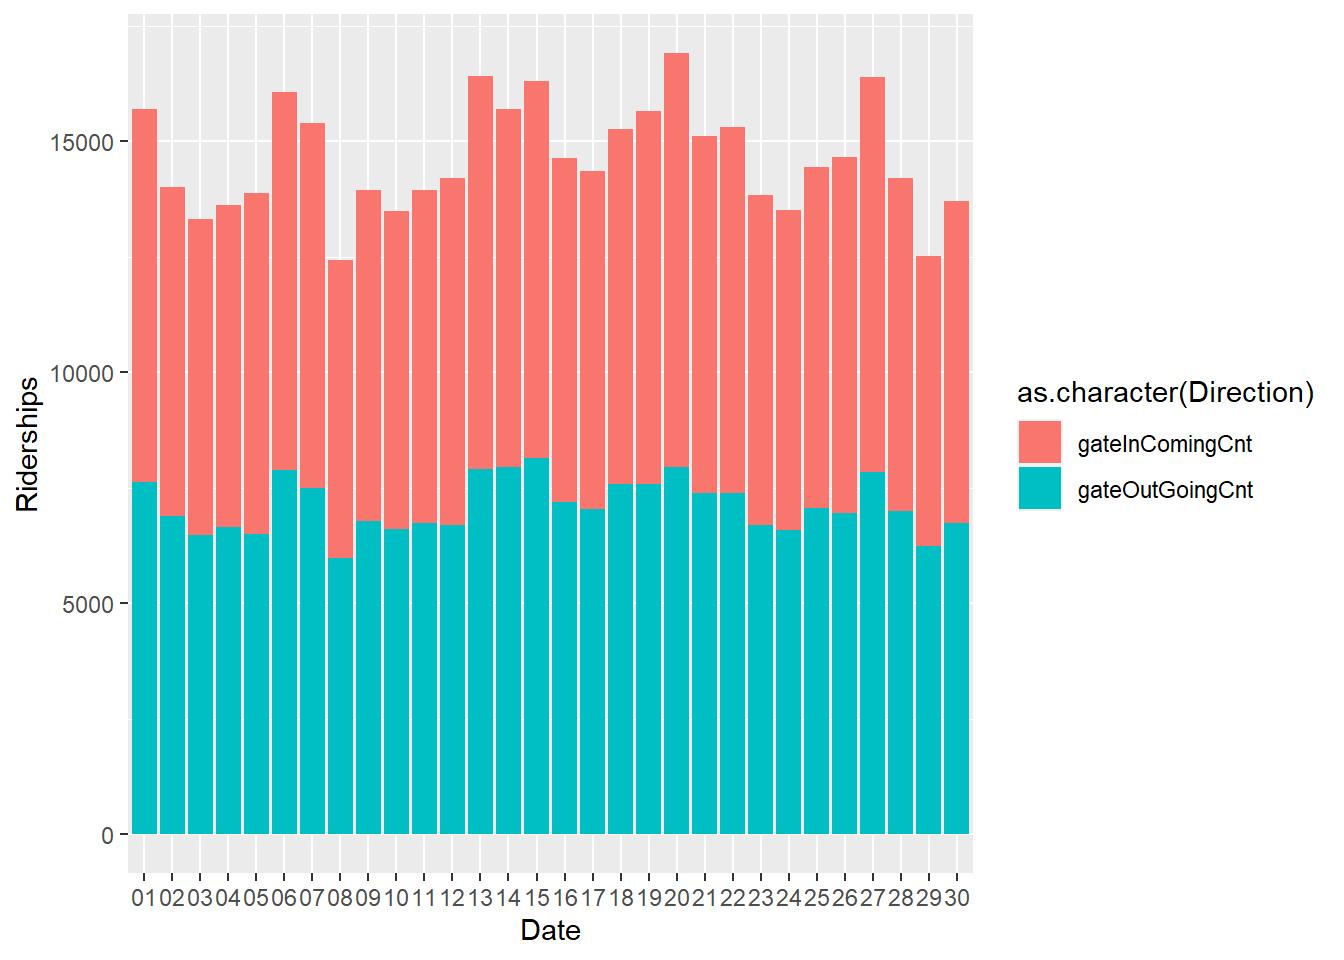 Riderships
15000
10000
5000
0
01 02 03 04 05 06 07 08 09 10 11 12 13 14 15 16 17 18 19 20 21 22 23 24 25 26 27 28 29 30
Date
as.character(Direction)
gateInComingCnt
gateOutGoingCnt